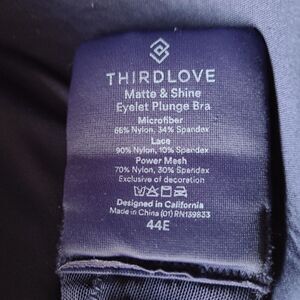 THIRDLOVE
Matte & Shine
Eyelet Plunge Bra
Microfiber
66% Nylon, 34% Spandex
Lace
90% Nylon, 10% Spandex
Power Mesh
70% Nylon, 30% Spandex
Exclusive of decoration
Designed in California
Made in China (01) RN139833
44E